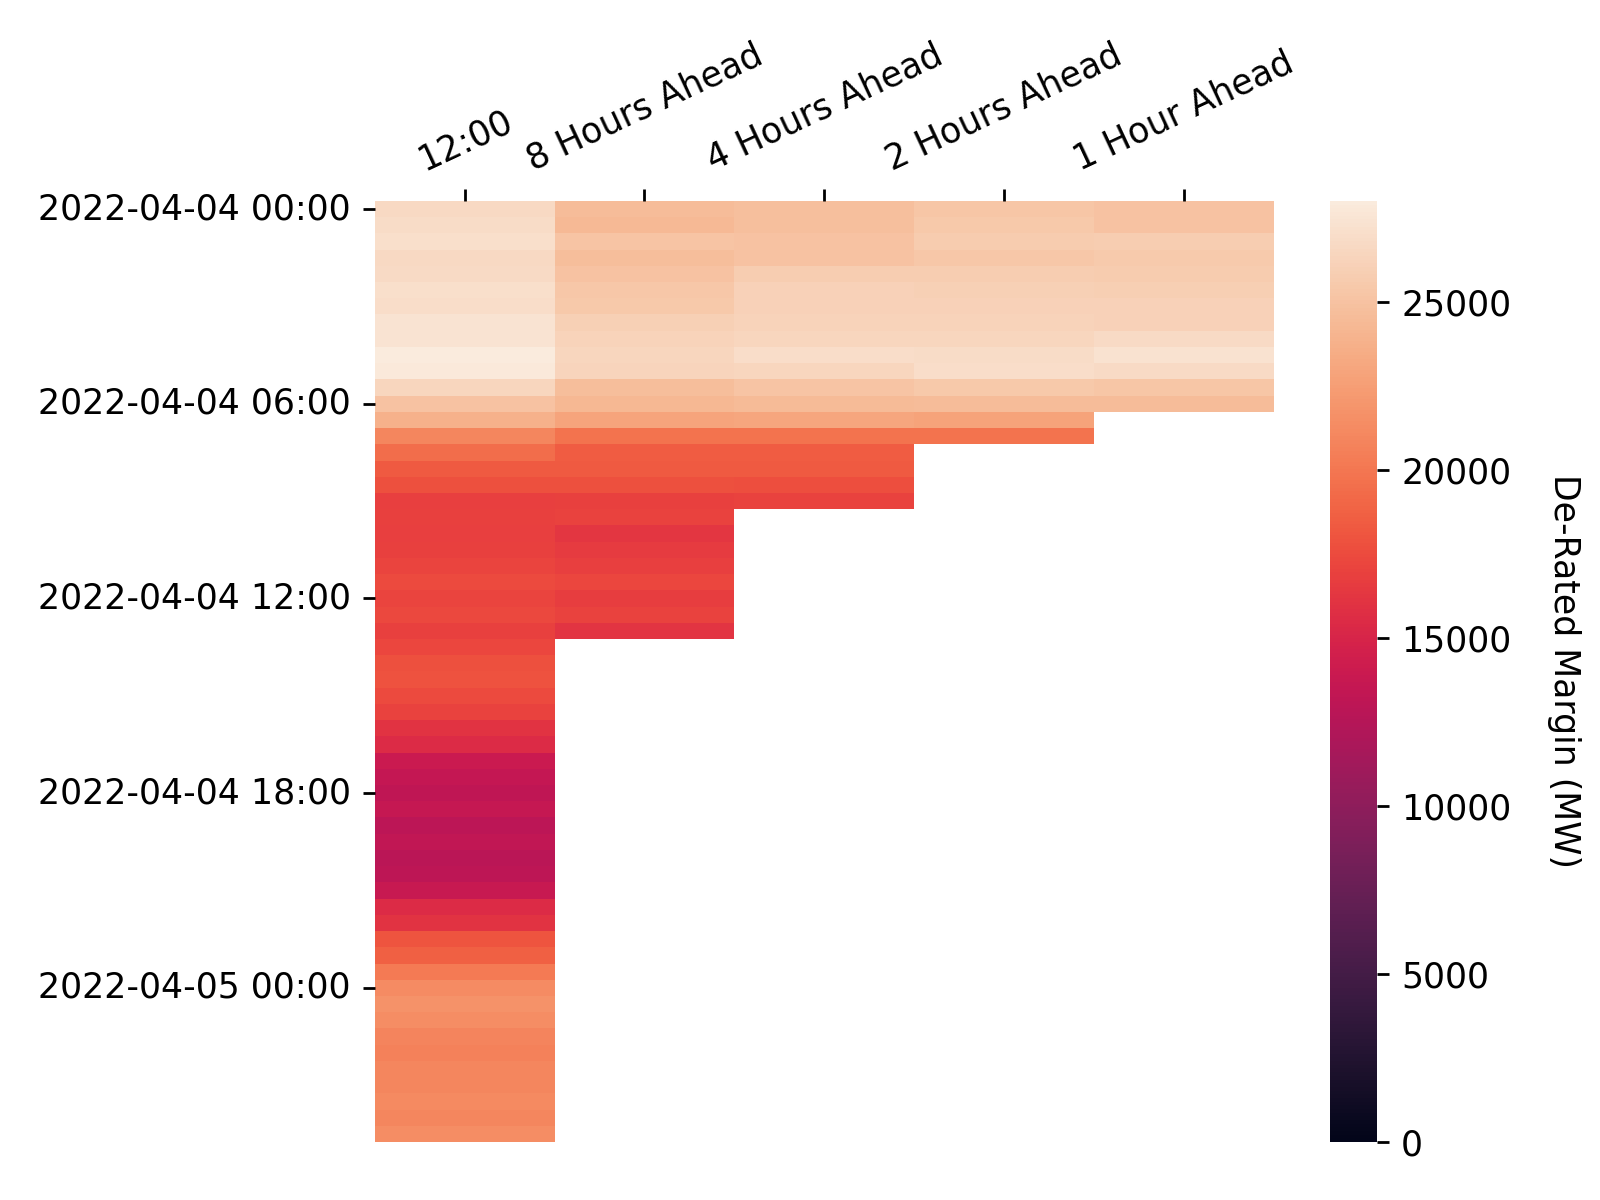 12:00
8 Hours Ahead
4 Hours Ahead
2 Hours Ahead
1 Hour Ahead
2022-04-04 00:00
2022-04-04 06:00
2022-04-04 12:00
2022-04-04 18:00
2022-04-05 00:00
25000
20000
15000
10000
5000
0
De-Rated Margin (MW)